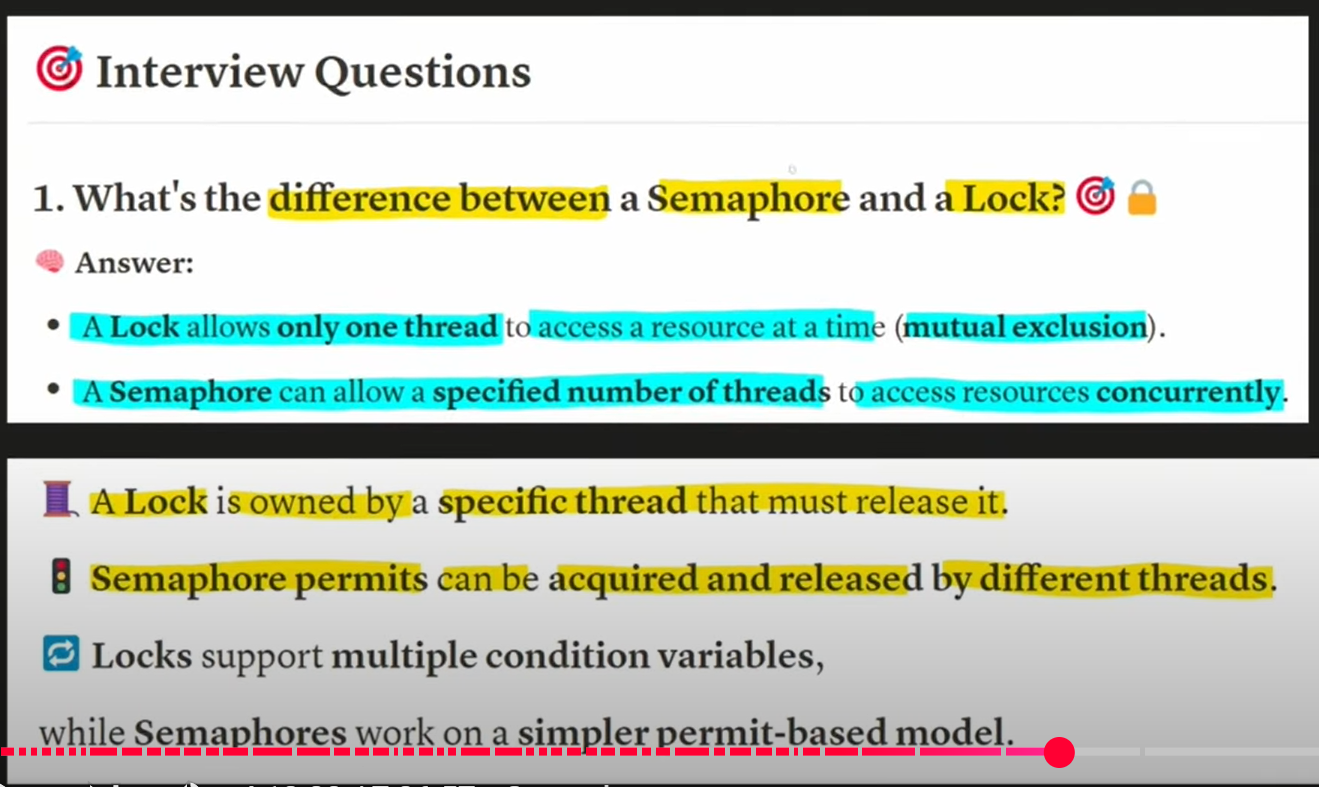 🎯 Interview Questions
1. What's the difference between a Semaphore and a Lock? 🎯 🔒
🧠 Answer:
• A Lock allows only one thread to access a resource at a time (mutual exclusion).
• A Semaphore can allow a specified number of threads to access resources concurrently.
🧵 A Lock is owned by a specific thread that must release it.
🚦 Semaphore permits can be acquired and released by different threads.
🔁 Locks support multiple condition variables,
while Semaphores work on a simpler permit-based model.